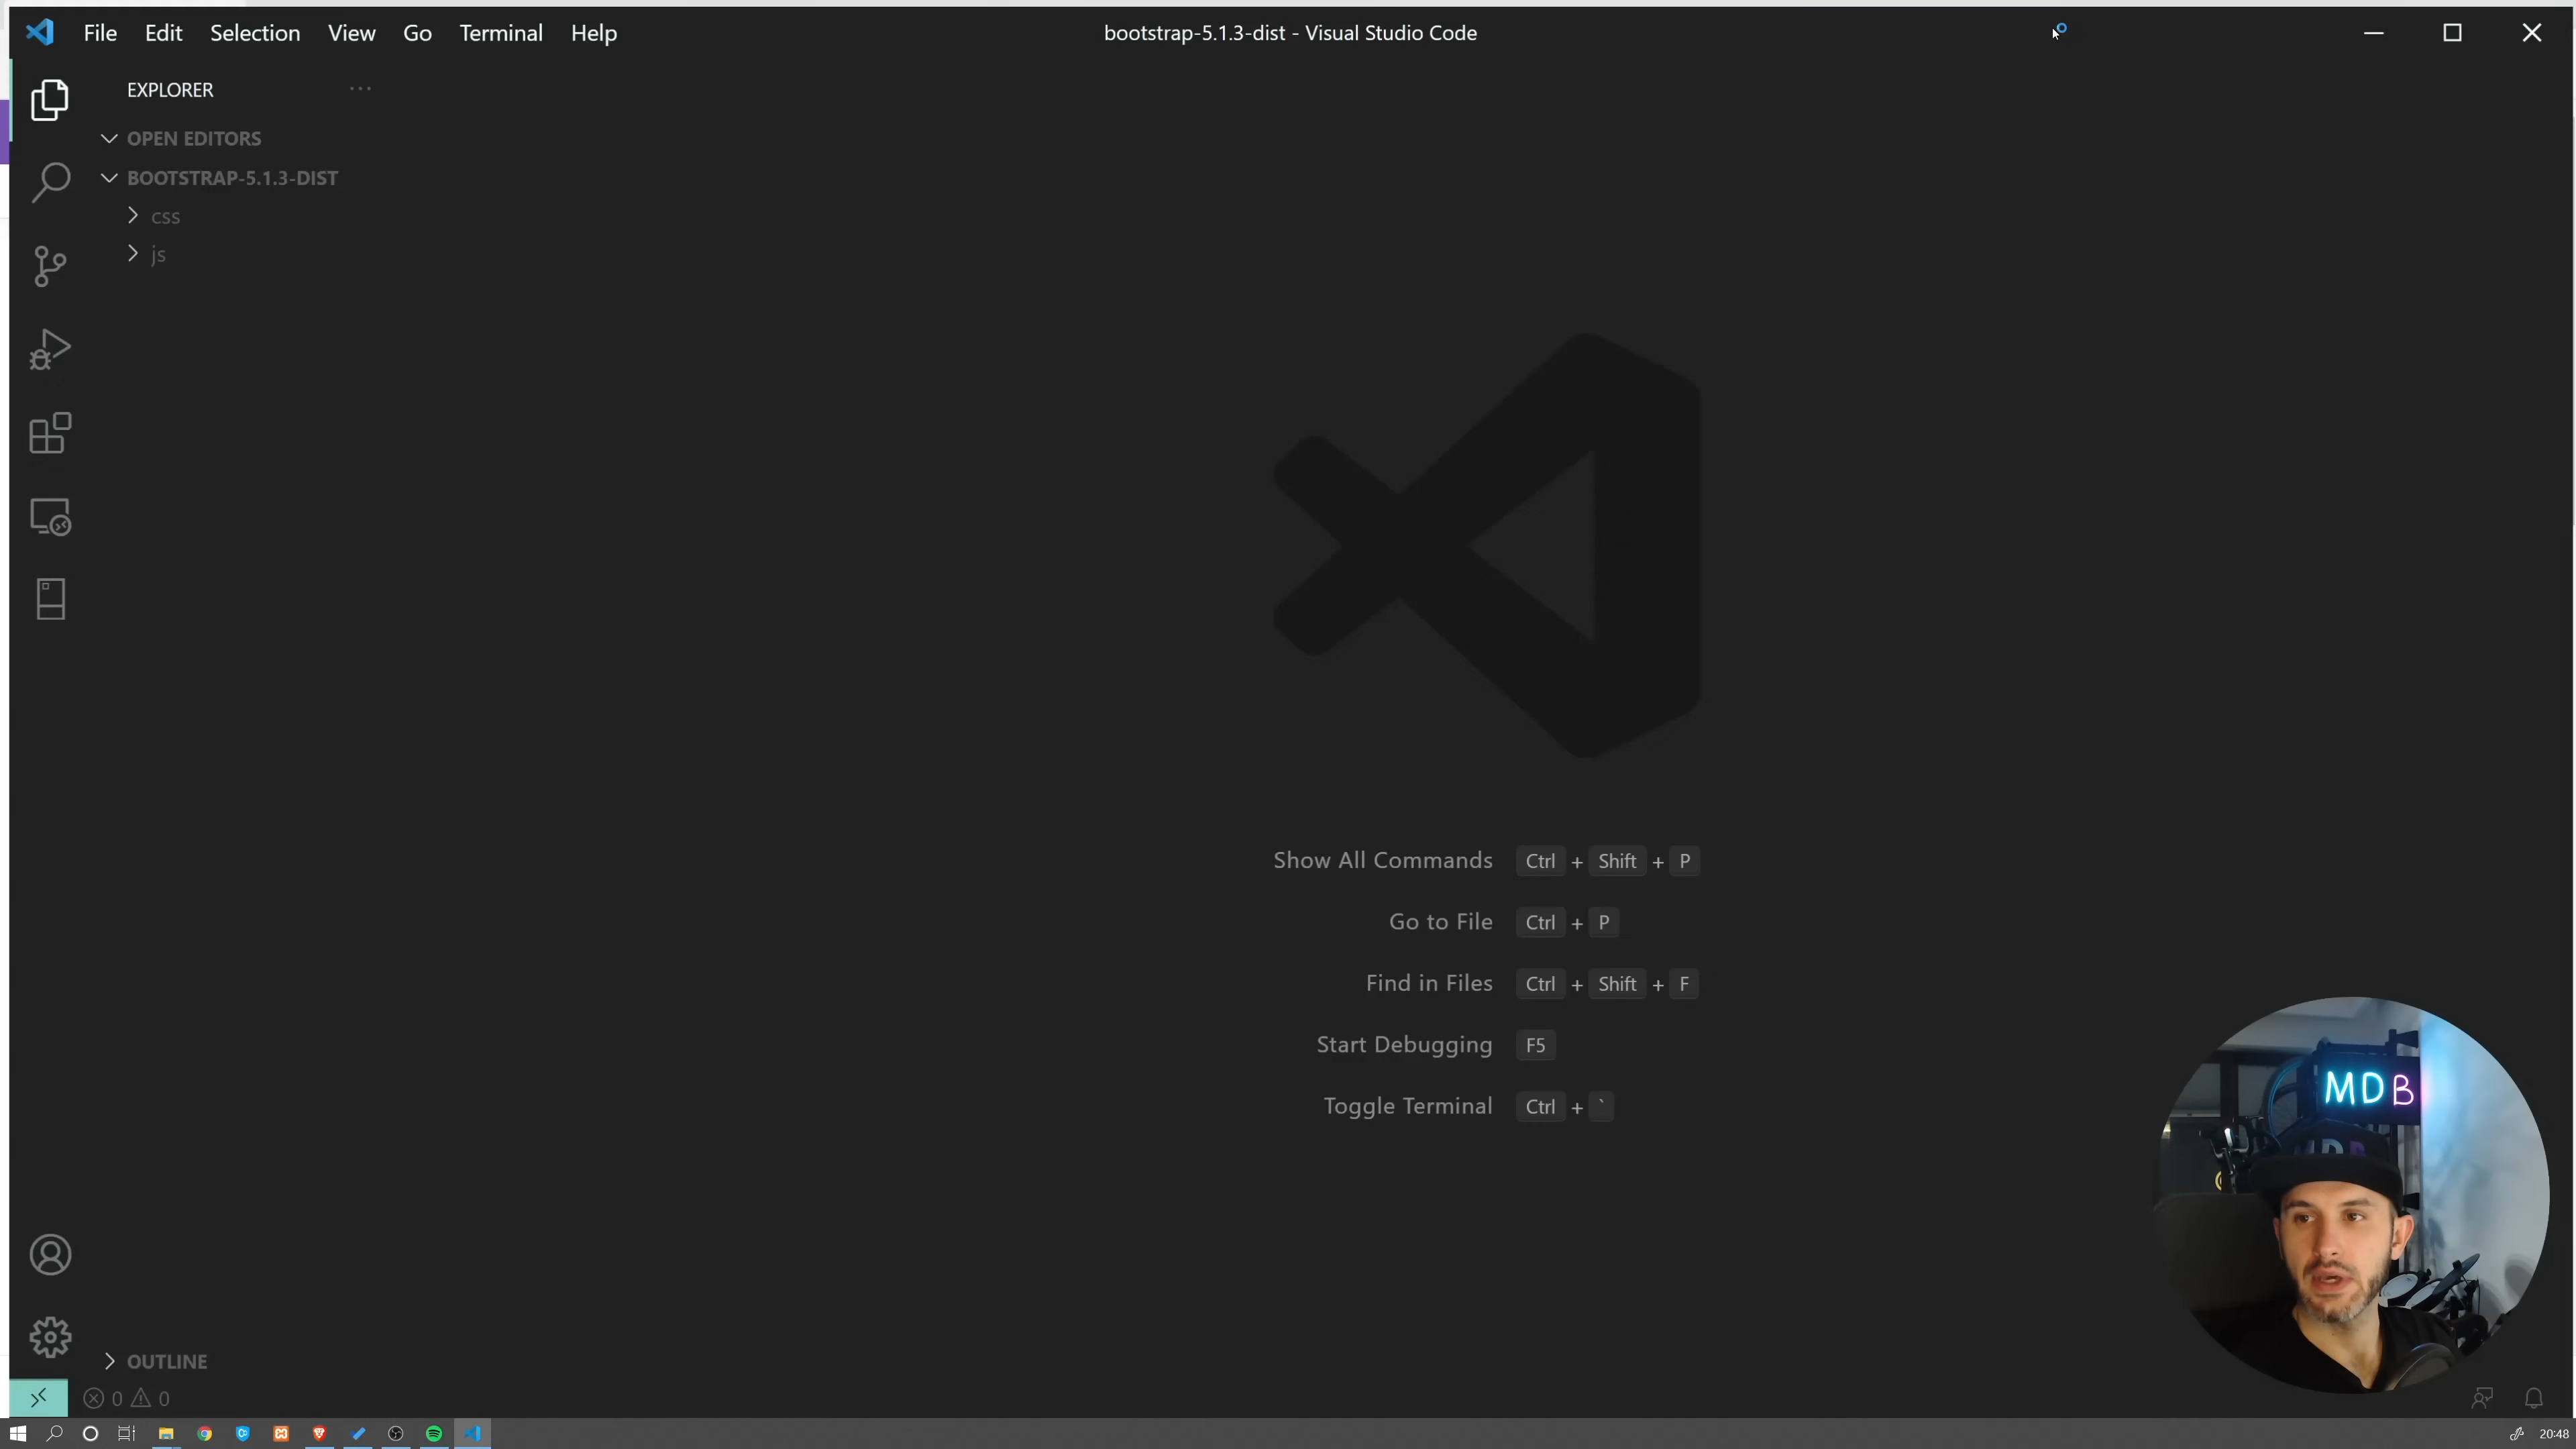 File Edit Selection View Go Terminal Help
bootstrap-5.1.3-dist - Visual Studio Code
EXPLORER
OPEN EDITORS
BOOTSTRAP-5.1.3-DIST
css
js
Show All Commands Ctrl + Shift + P
Go to File Ctrl + P
Find in Files Ctrl + Shift + F
Start Debugging F5
Toggle Terminal Ctrl + `
MDB
OUTLINE
0 0
20:48